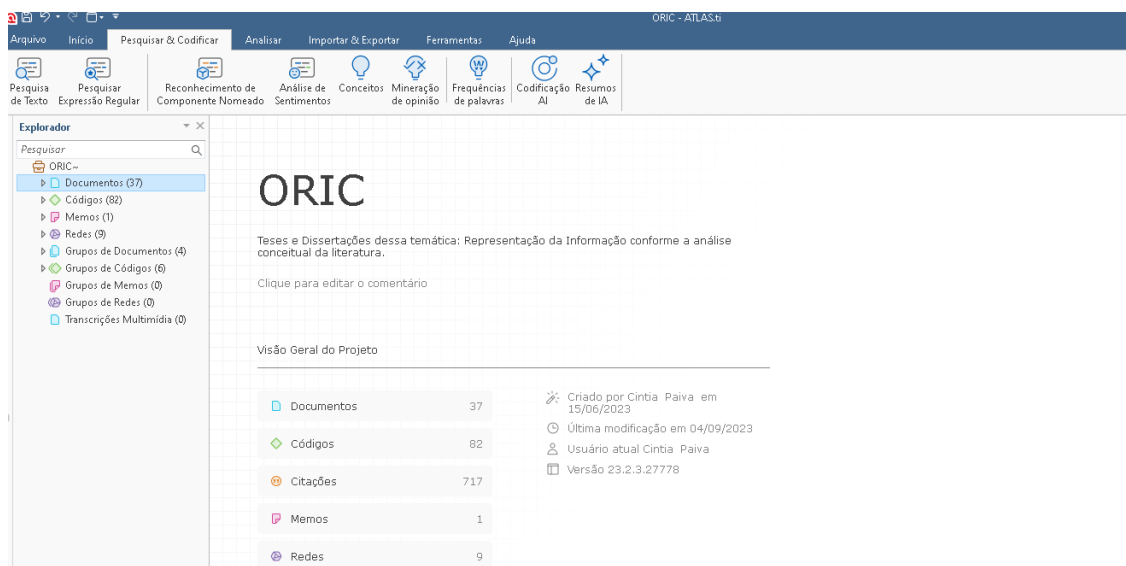 ORIC - ATLAS.ti
Arquivo Início Pesquisar & Codificar Analisar Importar & Exportar Ferramentas Ajuda
Pesquisa de Texto
Pesquisar Expressão Regular
Reconhecimento de Componente Nomeado
Análise de Sentimentos
Conceitos
Mineração de opinião
Frequências de palavras
Codificação AI
Resumos de IA
Explorador
Pesquisar
ORIC~
Documentos (37)
Códigos (82)
Memos (1)
Redes (9)
Grupos de Documentos (4)
Grupos de Códigos (6)
Grupos de Memos (0)
Grupos de Redes (0)
Transcrições Multimídia (0)
ORIC
Teses e Dissertações dessa temática: Representação da Informação conforme a análise
conceitual da literatura.
Clique para editar o comentário
Visão Geral do Projeto
Documentos 37
Códigos 82
Citações 717
Memos 1
Redes 9
Criado por Cintia Paiva em
15/06/2023
Última modificação em 04/09/2023
Usuário atual Cintia Paiva
Versão 23.2.3.27778